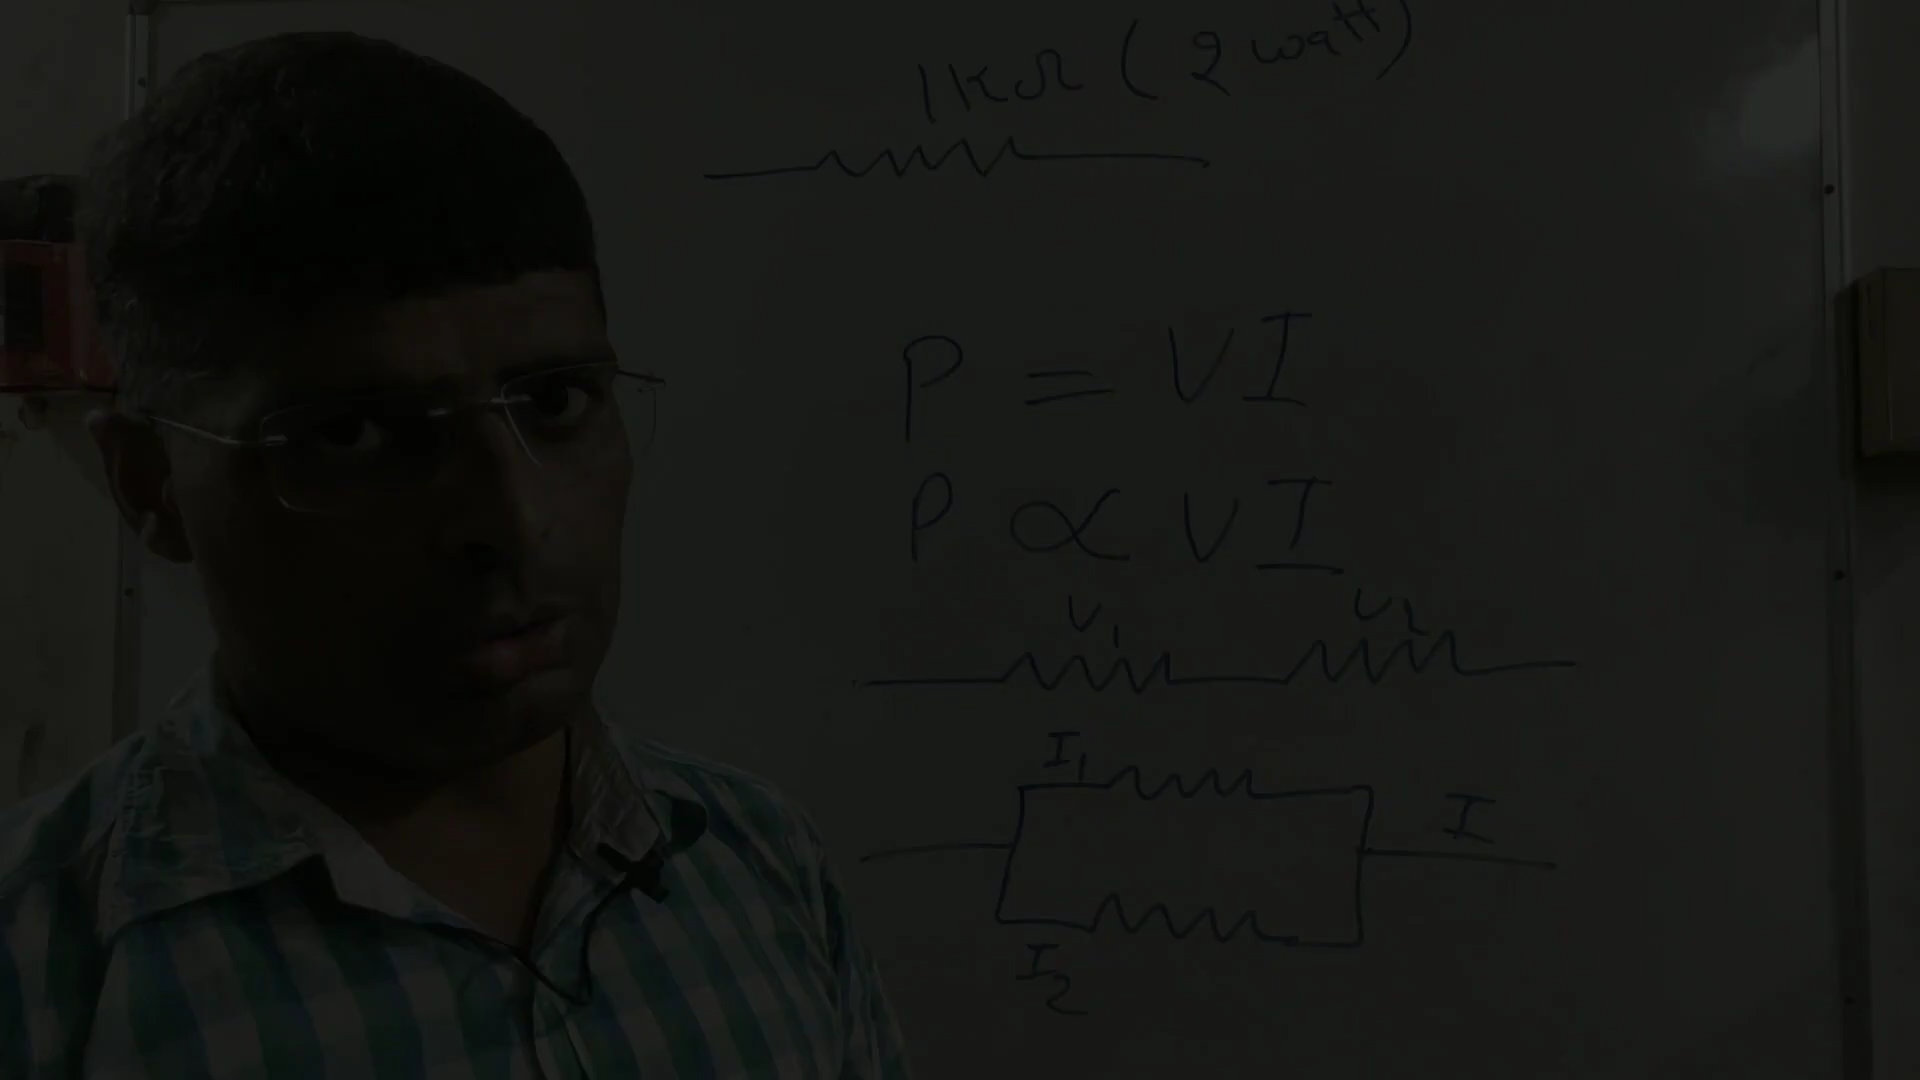 1KΩ (2 watt)
P = VI
P ∝ VI
V1 V2
I1
I
I2